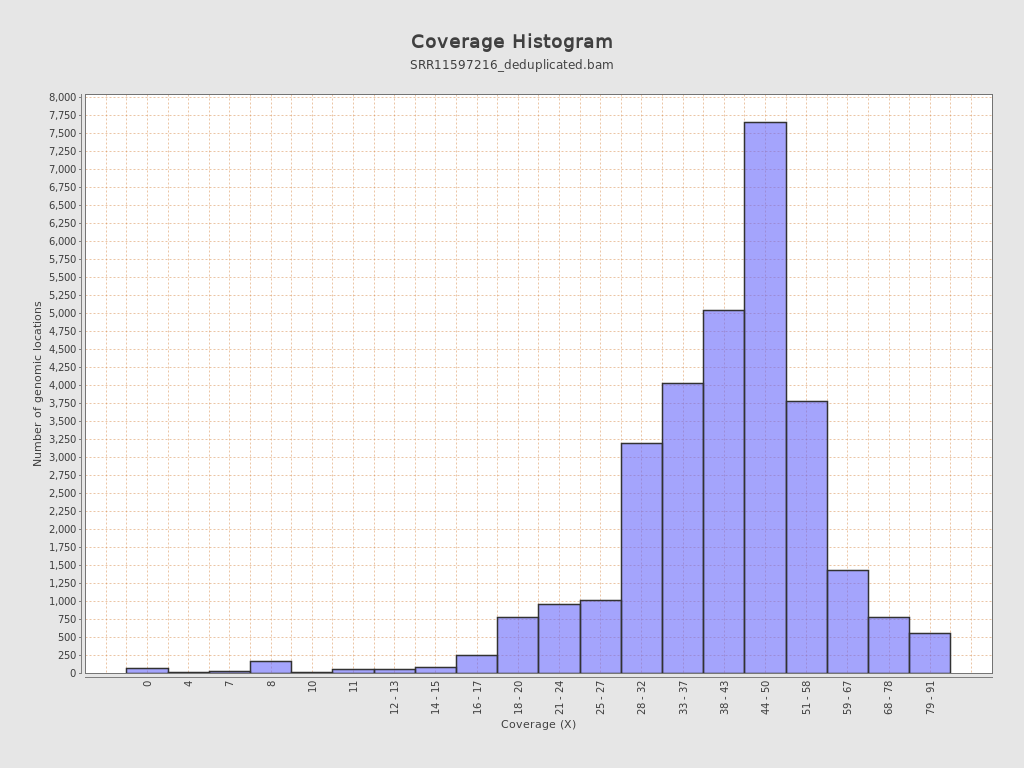 Coverage Histogram
SRR11597216_deduplicated.bam
Number of genomic locations
8,000
7,750
7,500
7,250
7,000
6,750
6,500
6,250
6,000
5,750
5,500
5,250
5,000
4,750
4,500
4,250
4,000
3,750
3,500
3,250
3,000
2,750
2,500
2,250
2,000
1,750
1,500
1,250
1,000
750
500
250
0
0
4
7
8
10
11
12 - 13
14 - 15
16 - 17
18 - 20
21 - 24
25 - 27
28 - 32
33 - 37
38 - 43
44 - 50
51 - 58
59 - 67
68 - 78
79 - 91
Coverage (X)